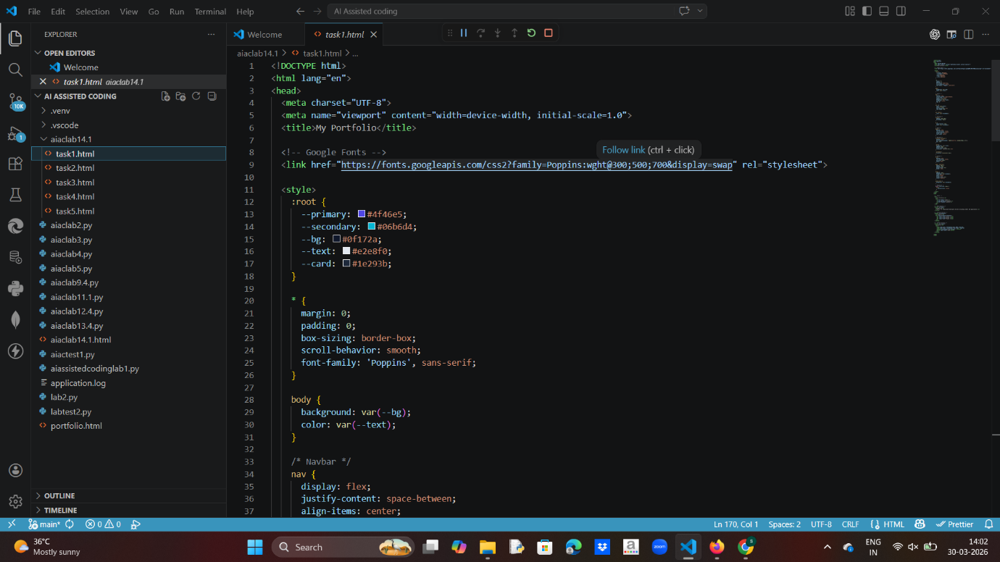 File Edit Selection View Go Run Terminal Help
AI Assisted coding
EXPLORER
OPEN EDITORS
Welcome
task1.html aiaclab14.1
AI ASSISTED CODING
.venv
.vscode
aiaclab14.1
task1.html
task2.html
task3.html
task4.html
task5.html
aiaclab2.py
aiaclab3.py
aiaclab4.py
aiaclab5.py
aiaclab9.4.py
aiaclab11.1.py
aiaclab12.4.py
aiaclab13.4.py
aiaclab14.1.html
aiactest1.py
aiassistedcodinglab1.py
application.log
lab2.py
labtest2.py
portfolio.html
OUTLINE
TIMELINE
10K
1
Welcome
task1.html
aiaclab14.1 > task1.html > ...
1 <!DOCTYPE html>
2 <html lang="en">
3 <head>
4 <meta charset="UTF-8">
5 <meta name="viewport" content="width=device-width, initial-scale=1.0">
6 <title>My Portfolio</title>
7
8 <!-- Google Fonts -->
Follow link (ctrl + click)
9 <link href="https://fonts.googleapis.com/css2?family=Poppins:wght@300;500;700&display=swap" rel="stylesheet">
10
11 <style>
12 :root {
13 --primary: #4f46e5;
14 --secondary: #06b6d4;
15 --bg: #0f172a;
16 --text: #e2e8f0;
17 --card: #1e293b;
18 }
19
20 * {
21 margin: 0;
22 padding: 0;
23 box-sizing: border-box;
24 scroll-behavior: smooth;
25 font-family: 'Poppins', sans-serif;
26 }
27
28 body {
29 background: var(--bg);
30 color: var(--text);
31 }
32
33 /* Navbar */
34 nav {
35 display: flex;
36 justify-content: space-between;
37 align-items: center;
main* 0 0 Ln 170, Col 1 Spaces: 2 UTF-8 CRLF HTML Prettier
36°C
Mostly sunny
Search
zoom
ENG
IN
14:02
30-03-2026